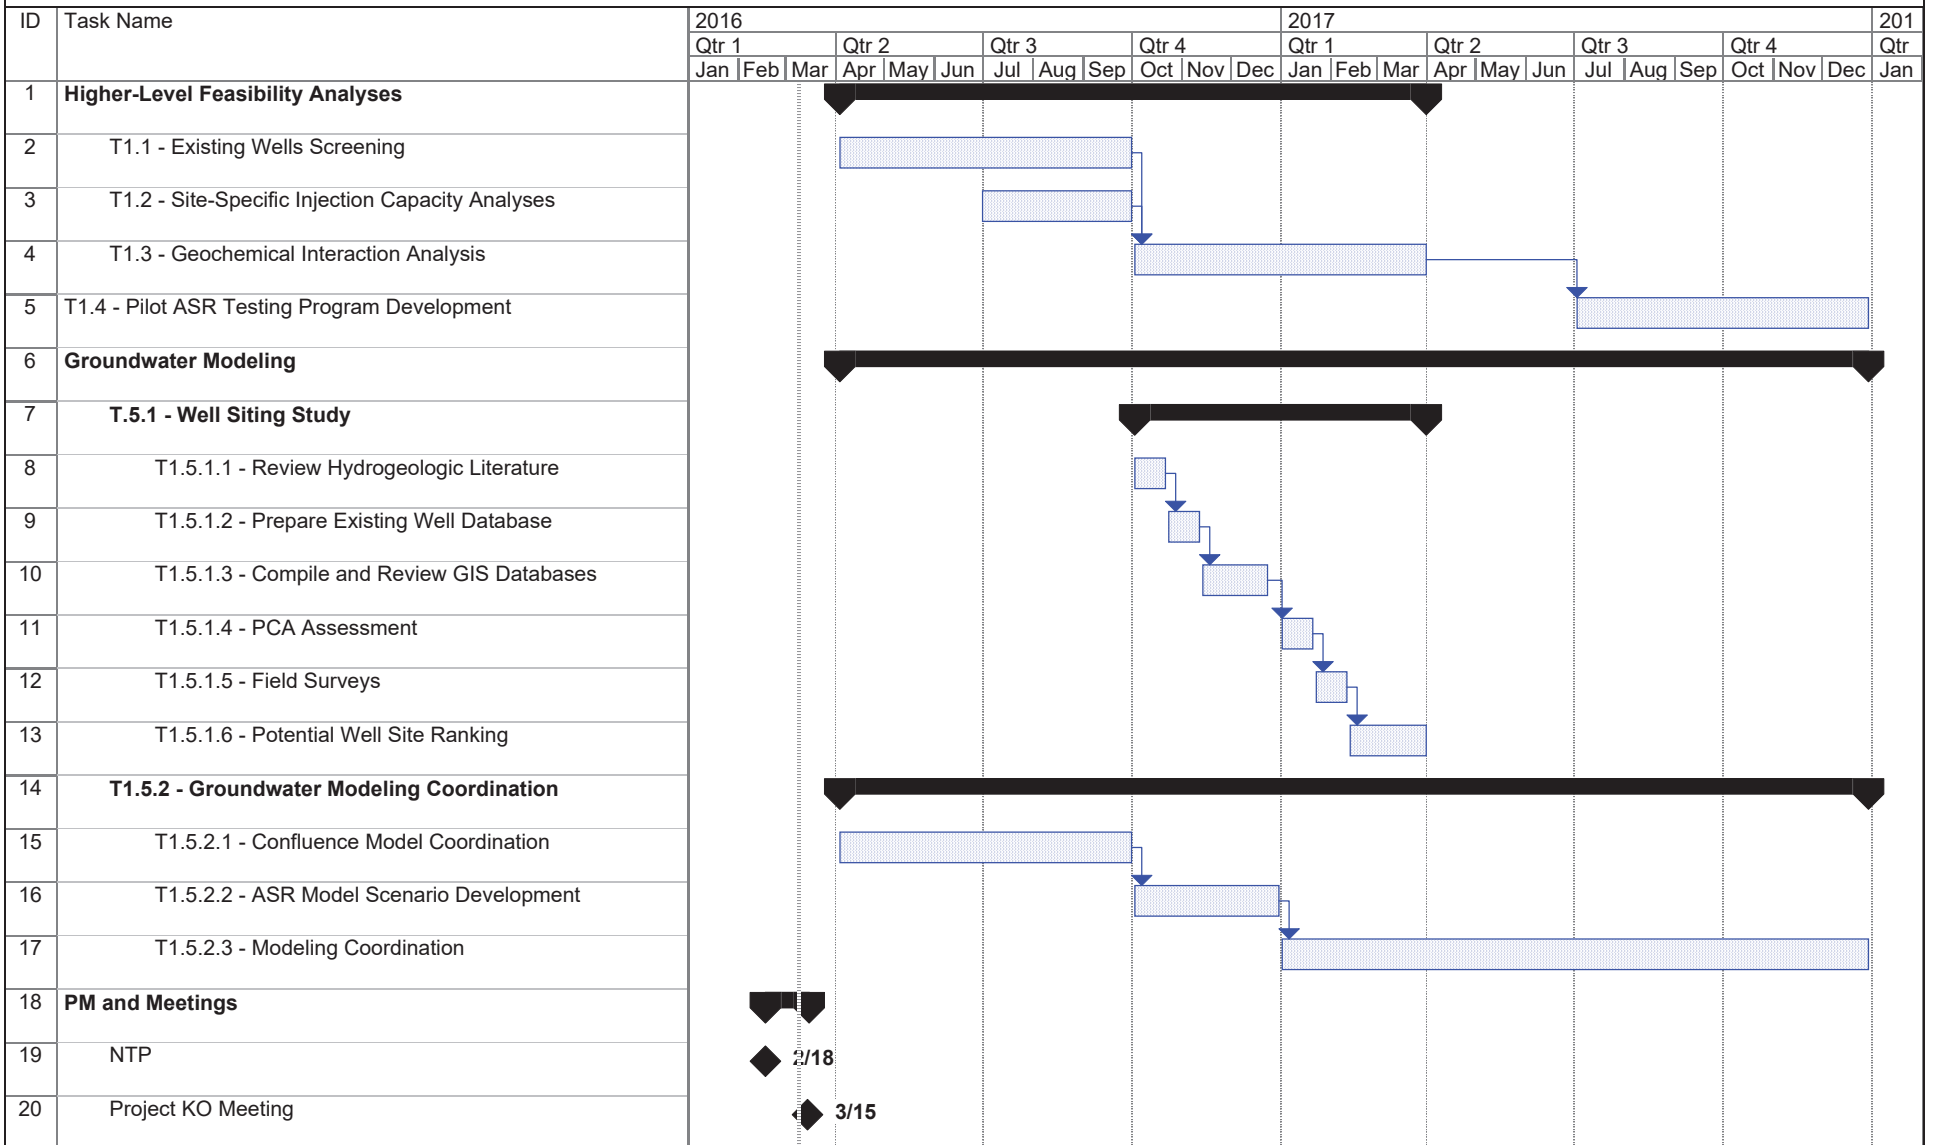 ID Task Name 2016 2017 201
Qtr 1 Qtr 2 Qtr 3 Qtr 4 Qtr 1 Qtr 2 Qtr 3 Qtr 4 Qtr
Jan Feb Mar Apr May Jun Jul Aug Sep Oct Nov Dec Jan Feb Mar Apr May Jun Jul Aug Sep Oct Nov Dec Jan
1 Higher-Level Feasibility Analyses
2 T1.1 - Existing Wells Screening
3 T1.2 - Site-Specific Injection Capacity Analyses
4 T1.3 - Geochemical Interaction Analysis
5 T1.4 - Pilot ASR Testing Program Development
6 Groundwater Modeling
7 T.5.1 - Well Siting Study
8 T1.5.1.1 - Review Hydrogeologic Literature
9 T1.5.1.2 - Prepare Existing Well Database
10 T1.5.1.3 - Compile and Review GIS Databases
11 T1.5.1.4 - PCA Assessment
12 T1.5.1.5 - Field Surveys
13 T1.5.1.6 - Potential Well Site Ranking
14 T1.5.2 - Groundwater Modeling Coordination
15 T1.5.2.1 - Confluence Model Coordination
16 T1.5.2.2 - ASR Model Scenario Development
17 T1.5.2.3 - Modeling Coordination
18 PM and Meetings
19 NTP 2/18
20 Project KO Meeting 3/15